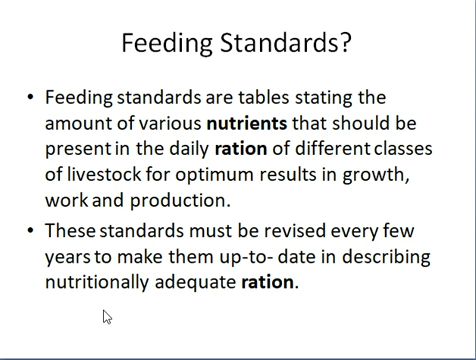 Feeding Standards?
• Feeding standards are tables stating the
amount of various nutrients that should be
present in the daily ration of different classes
of livestock for optimum results in growth,
work and production.
• These standards must be revised every few
years to make them up-to- date in describing
nutritionally adequate ration.